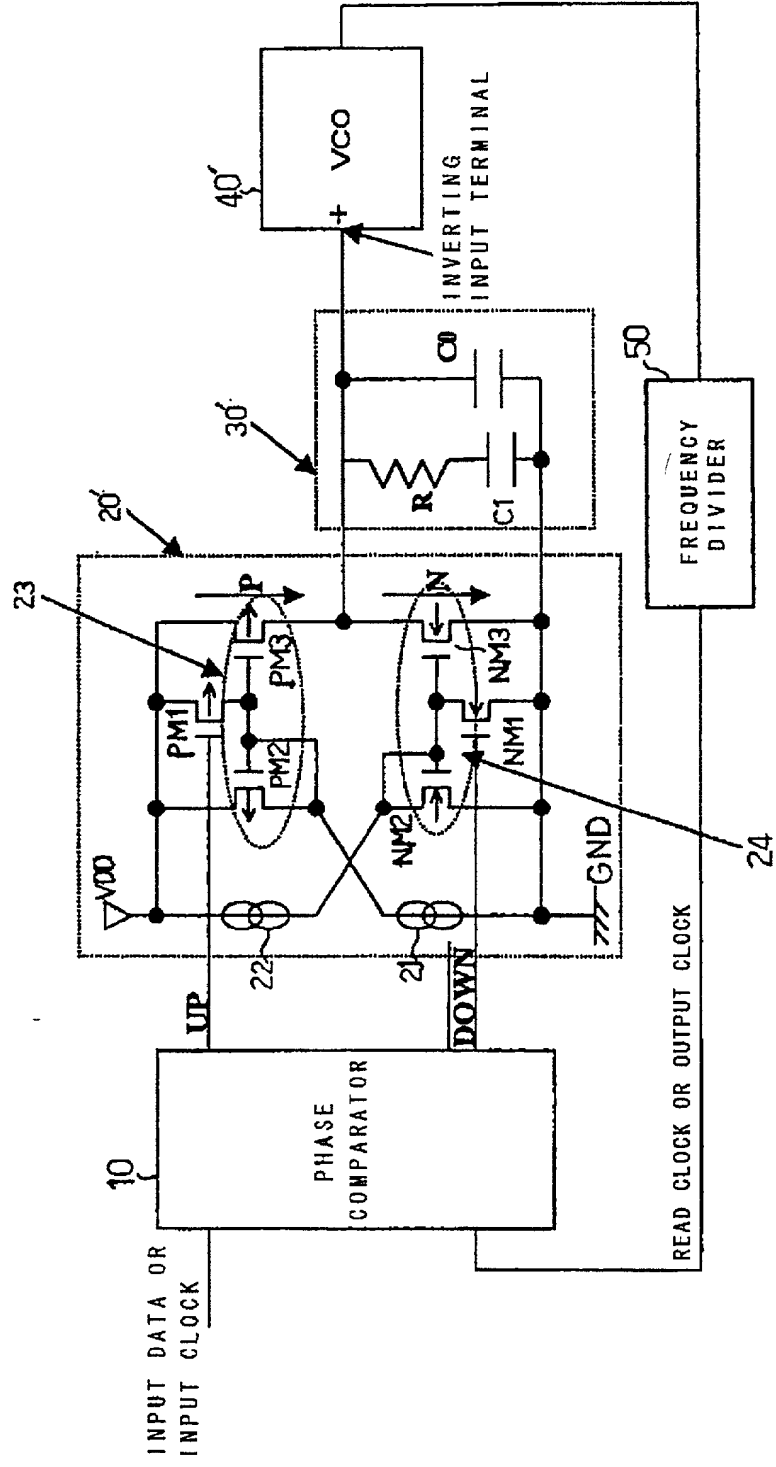 INPUT DATA OR
INPUT CLOCK
10
PHASE
COMPARATOR
UP
DOWN
READ CLOCK OR OUTPUT CLOCK
20'
VDD
22
21
GND
PM1
PM2
PM3
23
P
NM2
NM1
NM3
N
24
30'
R
C1
C0
40'
+
VCO
INVERTING
INPUT TERMINAL
50
FREQUENCY
DIVIDER